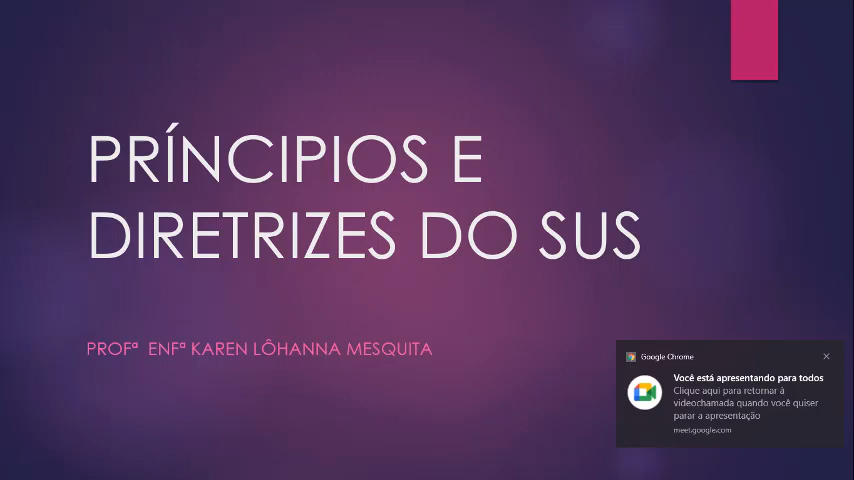 PRÍNCIPIOS E
DIRETRIZES DO SUS
PROFª ENFª KAREN LÔHANNA MESQUITA
Google Chrome
Você está apresentando para todos
Clique aqui para retornar à
videochamada quando você quiser
parar a apresentação
meet.google.com